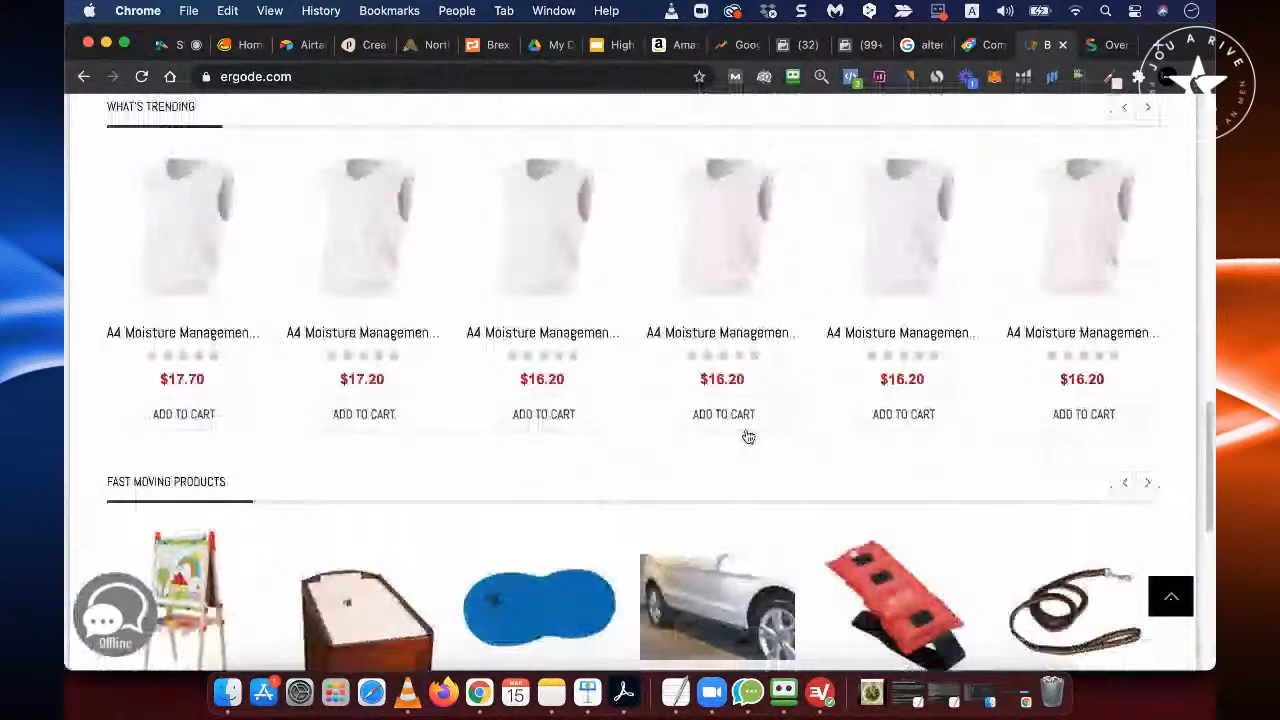 Chrome File Edit View History Bookmarks People Tab Window Help
S Hom Airta Crea Nort Brex My D High Ama Goog (32) (99+ alter Com B Over
ergode.com
WHAT'S TRENDING
A4 Moisture Managemen... A4 Moisture Managemen... A4 Moisture Managemen... A4 Moisture Managemen... A4 Moisture Managemen... A4 Moisture Managemen...
$17.70 $17.20 $16.20 $16.20 $16.20 $16.20
ADD TO CART ADD TO CART ADD TO CART ADD TO CART ADD TO CART ADD TO CART
FAST MOVING PRODUCTS
Offline
MAR
15